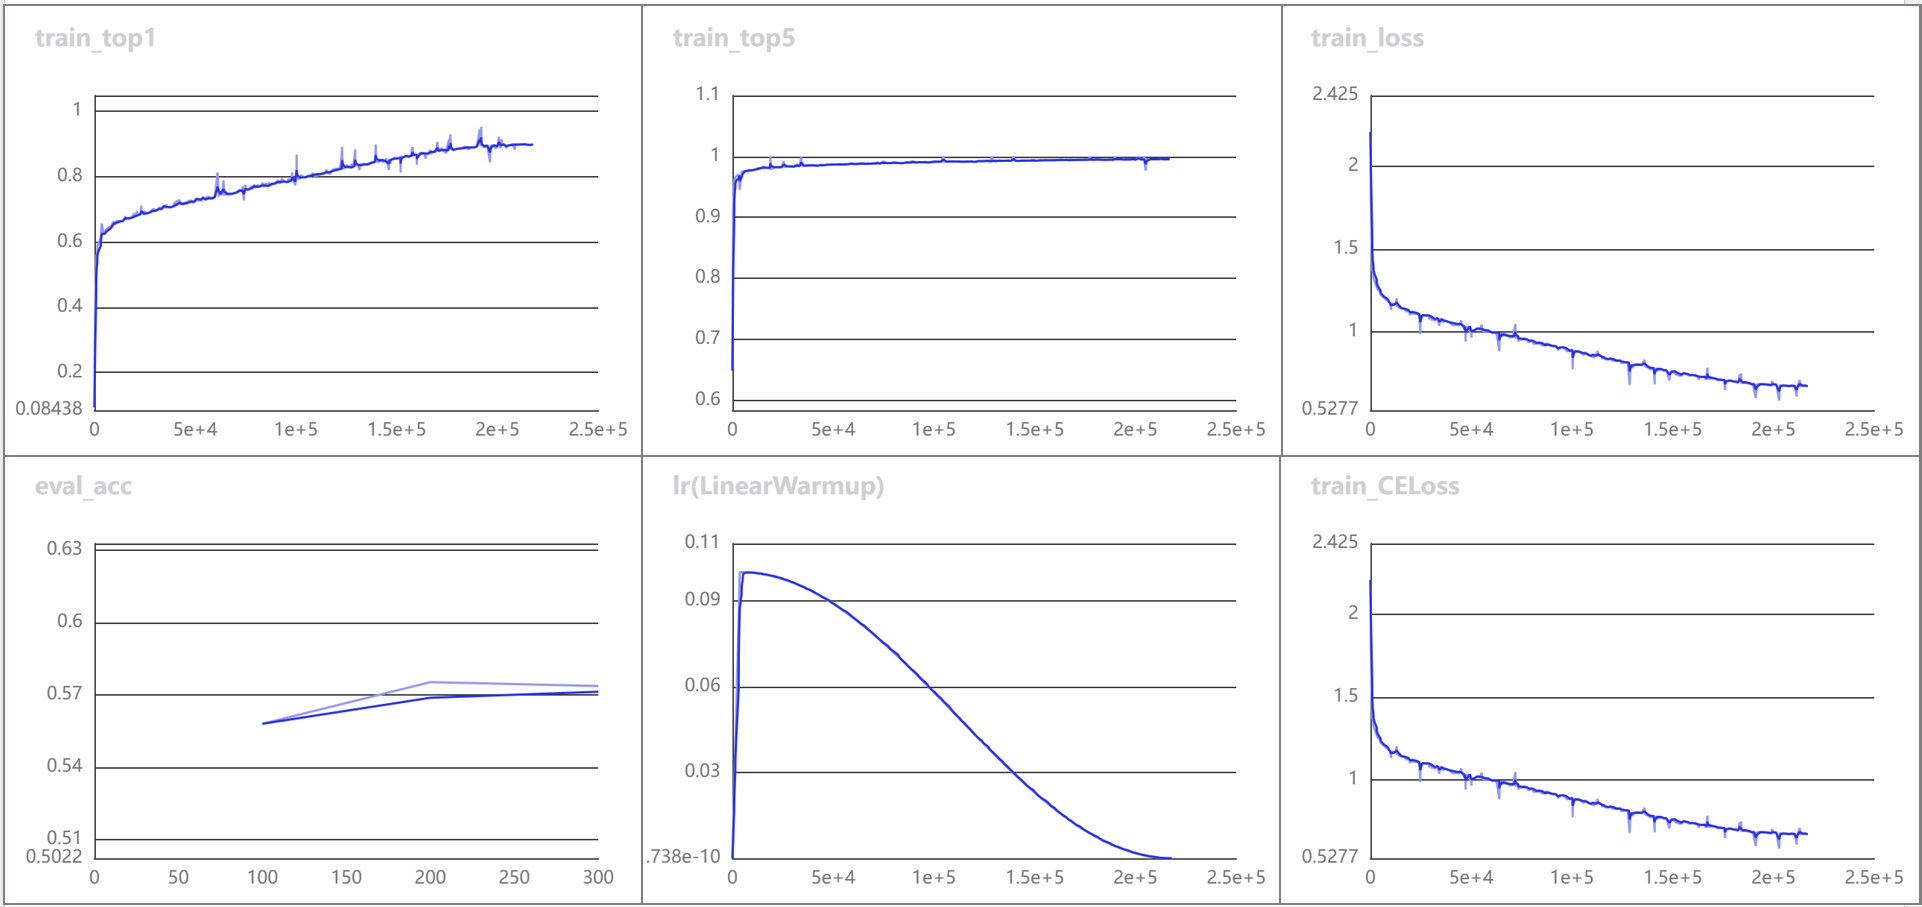 train_top1
1
0.8
0.6
0.4
0.2
0.08438
0 5e+4 1e+5 1.5e+5 2e+5 2.5e+5
train_top5
1.1
1
0.9
0.8
0.7
0.6
0 5e+4 1e+5 1.5e+5 2e+5 2.5e+5
train_loss
2.425
2
1.5
1
0.5277
0 5e+4 1e+5 1.5e+5 2e+5 2.5e+5
eval_acc
0.63
0.6
0.57
0.54
0.51
0.5022
0 50 100 150 200 250 300
lr(LinearWarmup)
0.11
0.09
0.06
0.03
.738e-10
0 5e+4 1e+5 1.5e+5 2e+5 2.5e+5
train_CELoss
2.425
2
1.5
1
0.5277
0 5e+4 1e+5 1.5e+5 2e+5 2.5e+5